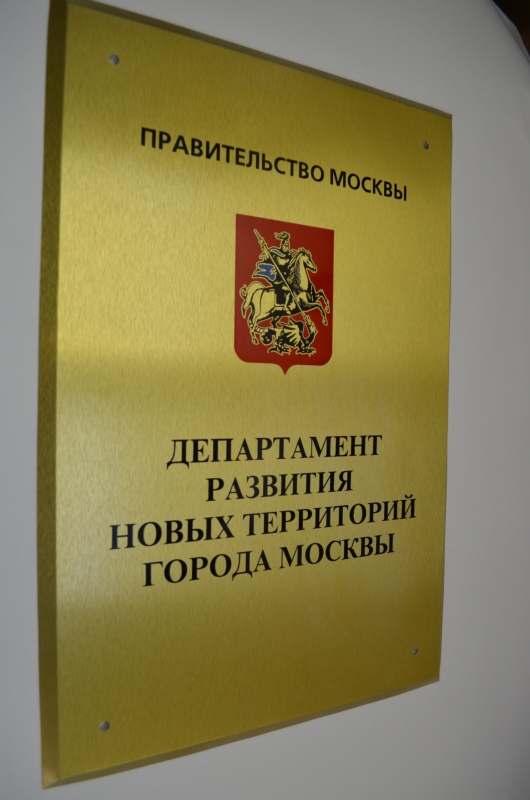 ПРАВИТЕЛЬСТВО МОСКВЫ
ДЕПАРТАМЕНТ
РАЗВИТИЯ
НОВЫХ ТЕРРИТОРИЙ
ГОРОДА МОСКВЫ